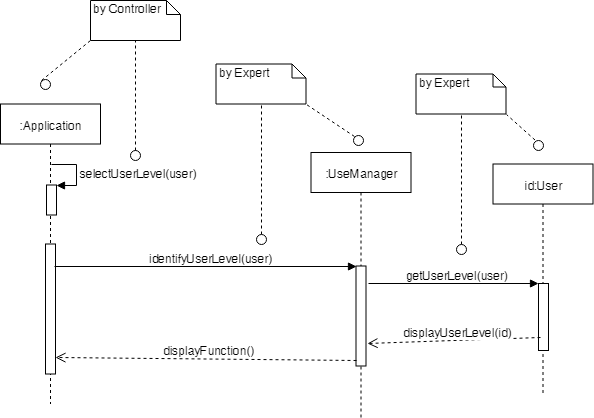 by Controller
by Expert
by Expert
:Application
:UseManager
id:User
selectUserLevel(user)
identifyUserLevel(user)
getUserLevel(user)
displayUserLevel(id)
displayFunction()